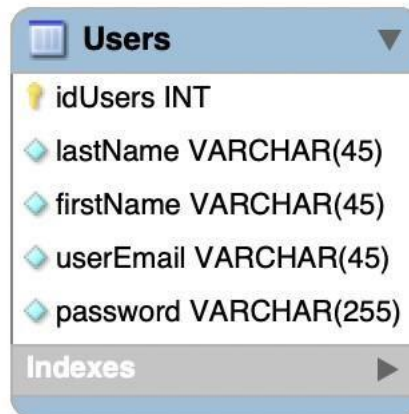 Users
idUsers INT
lastName VARCHAR(45)
firstName VARCHAR(45)
userEmail VARCHAR(45)
password VARCHAR(255)
Indexes